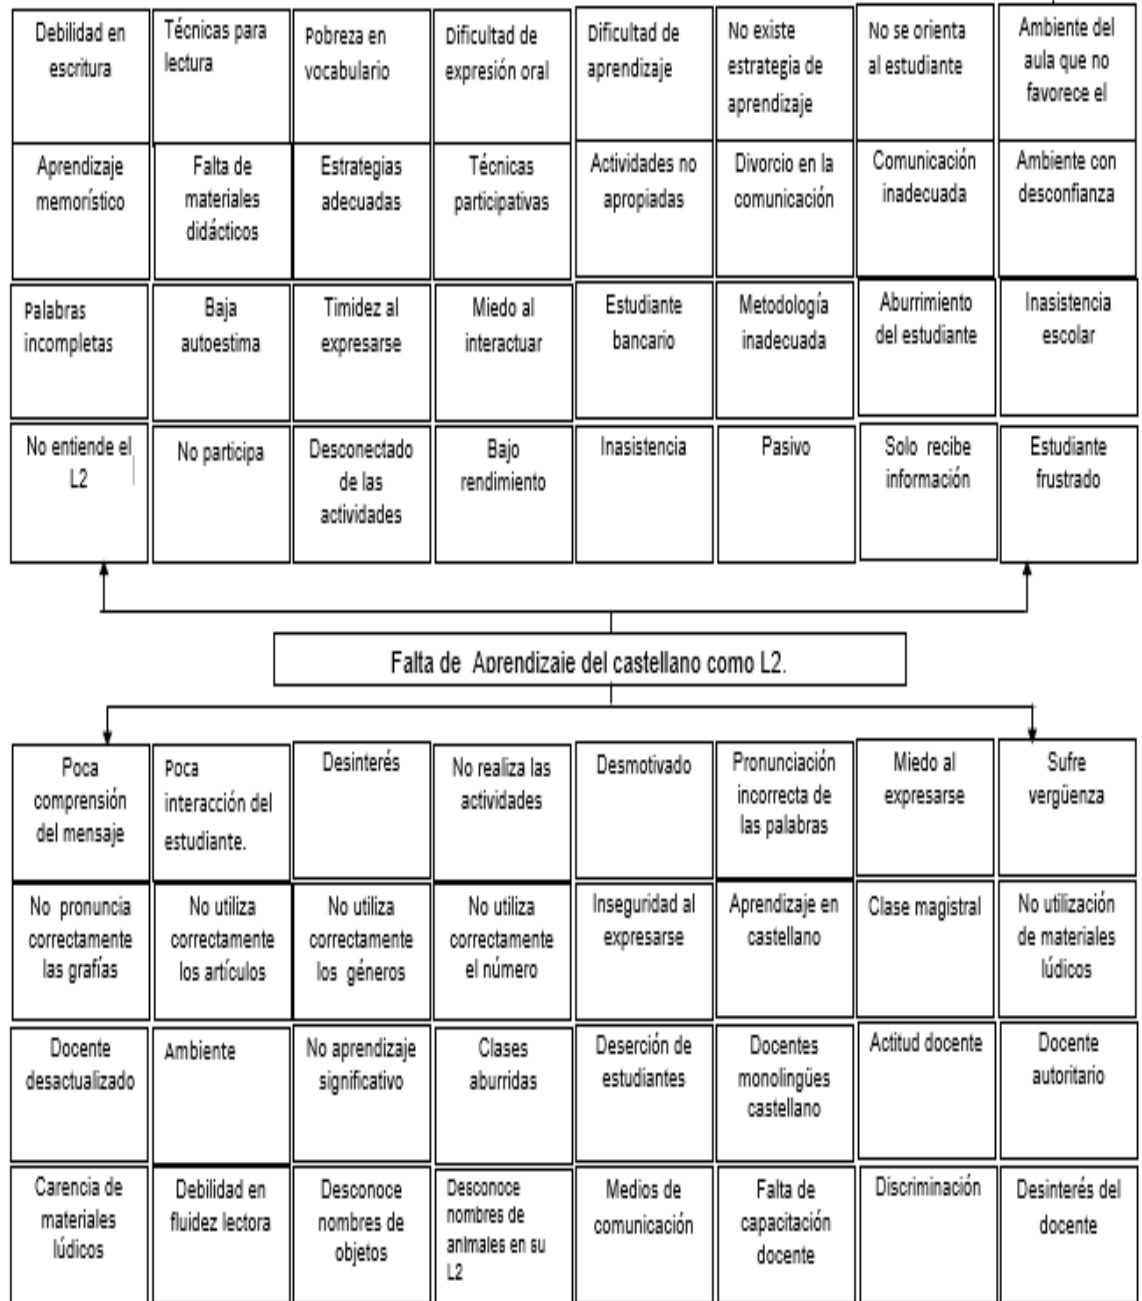 Debilidad en
escritura
Técnicas para
lectura
Pobreza en
vocabulario
Dificultad de
expresión oral
Dificultad de
aprendizaje
No existe
estrategia de
aprendizaje
No se orienta
al estudiante
Ambiente del
aula que no
favorece el
Aprendizaje
memorístico
Falta de
materiales
didácticos
Estrategias
adecuadas
Técnicas
participativas
Actividades no
apropiadas
Divorcio en la
comunicación
Comunicación
inadecuada
Ambiente con
desconfianza
Palabras
incompletas
Baja
autoestima
Timidez al
expresarse
Miedo al
interactuar
Estudiante
bancario
Metodología
inadecuada
Aburrimiento
del estudiante
Inasistencia
escolar
No entiende el
L2
No participa
Desconectado
de las
actividades
Bajo
rendimiento
Inasistencia
Pasivo
Solo recibe
información
Estudiante
frustrado
Falta de Aprendizaje del castellano como L2.
Poca
comprensión
del mensaje
Poca
interacción del
estudiante.
Desinterés
No realiza las
actividades
Desmotivado
Pronunciación
incorrecta de
las palabras
Miedo al
expresarse
Sufre
vergüenza
No pronuncia
correctamente
las grafías
No utiliza
correctamente
los artículos
No utiliza
correctamente
los géneros
No utiliza
correctamente
el número
Inseguridad al
expresarse
Aprendizaje en
castellano
Clase magistral
No utilización
de materiales
lúdicos
Docente
desactualizado
Ambiente
No aprendizaje
significativo
Clases
aburridas
Deserción de
estudiantes
Docentes
monolingües
castellano
Actitud docente
Docente
autoritario
Carencia de
materiales
lúdicos
Debilidad en
fluidez lectora
Desconoce
nombres de
objetos
Desconoce
nombres de
animales en su
L2
Medios de
comunicación
Falta de
capacitación
docente
Discriminación
Desinterés del
docente